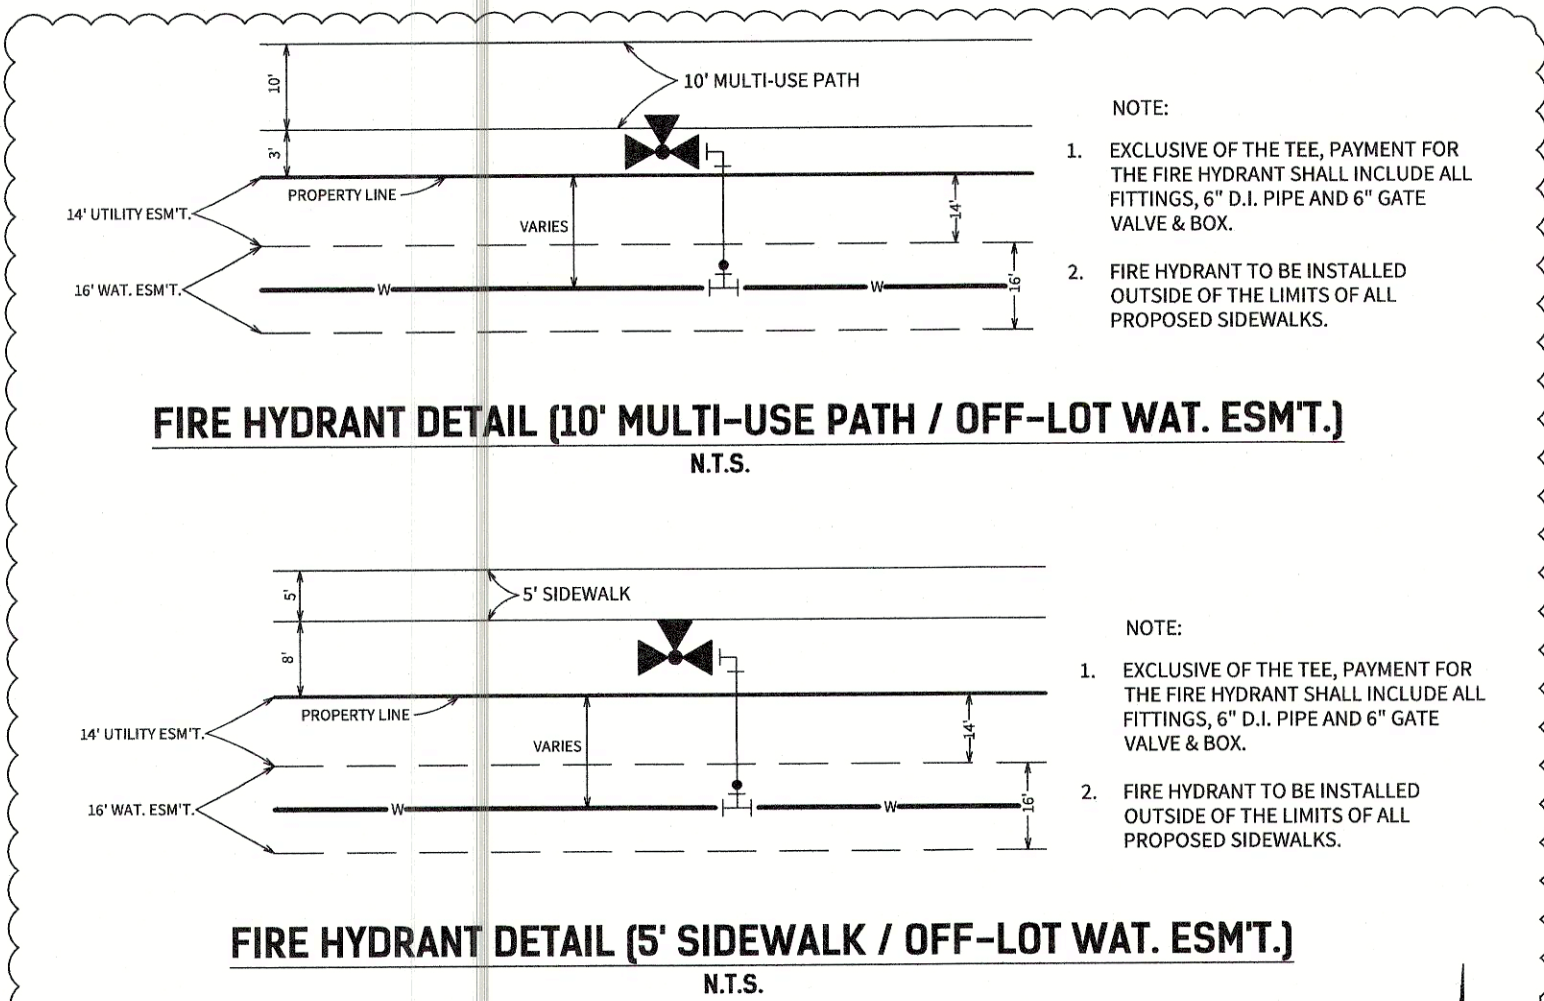 10'
10' MULTI-USE PATH
3'
PROPERTY LINE
14' UTILITY ESM'T.
VARIES
14'
16' WAT. ESM'T.
W
W
16'
NOTE:
1. EXCLUSIVE OF THE TEE, PAYMENT FOR
THE FIRE HYDRANT SHALL INCLUDE ALL
FITTINGS, 6" D.I. PIPE AND 6" GATE
VALVE & BOX.
2. FIRE HYDRANT TO BE INSTALLED
OUTSIDE OF THE LIMITS OF ALL
PROPOSED SIDEWALKS.
FIRE HYDRANT DETAIL (10' MULTI-USE PATH / OFF-LOT WAT. ESM'T.)
N.T.S.
5'
5' SIDEWALK
8'
PROPERTY LINE
14' UTILITY ESM'T.
VARIES
14'
16' WAT. ESM'T.
W
W
16'
NOTE:
1. EXCLUSIVE OF THE TEE, PAYMENT FOR
THE FIRE HYDRANT SHALL INCLUDE ALL
FITTINGS, 6" D.I. PIPE AND 6" GATE
VALVE & BOX.
2. FIRE HYDRANT TO BE INSTALLED
OUTSIDE OF THE LIMITS OF ALL
PROPOSED SIDEWALKS.
FIRE HYDRANT DETAIL (5' SIDEWALK / OFF-LOT WAT. ESM'T.)
N.T.S.